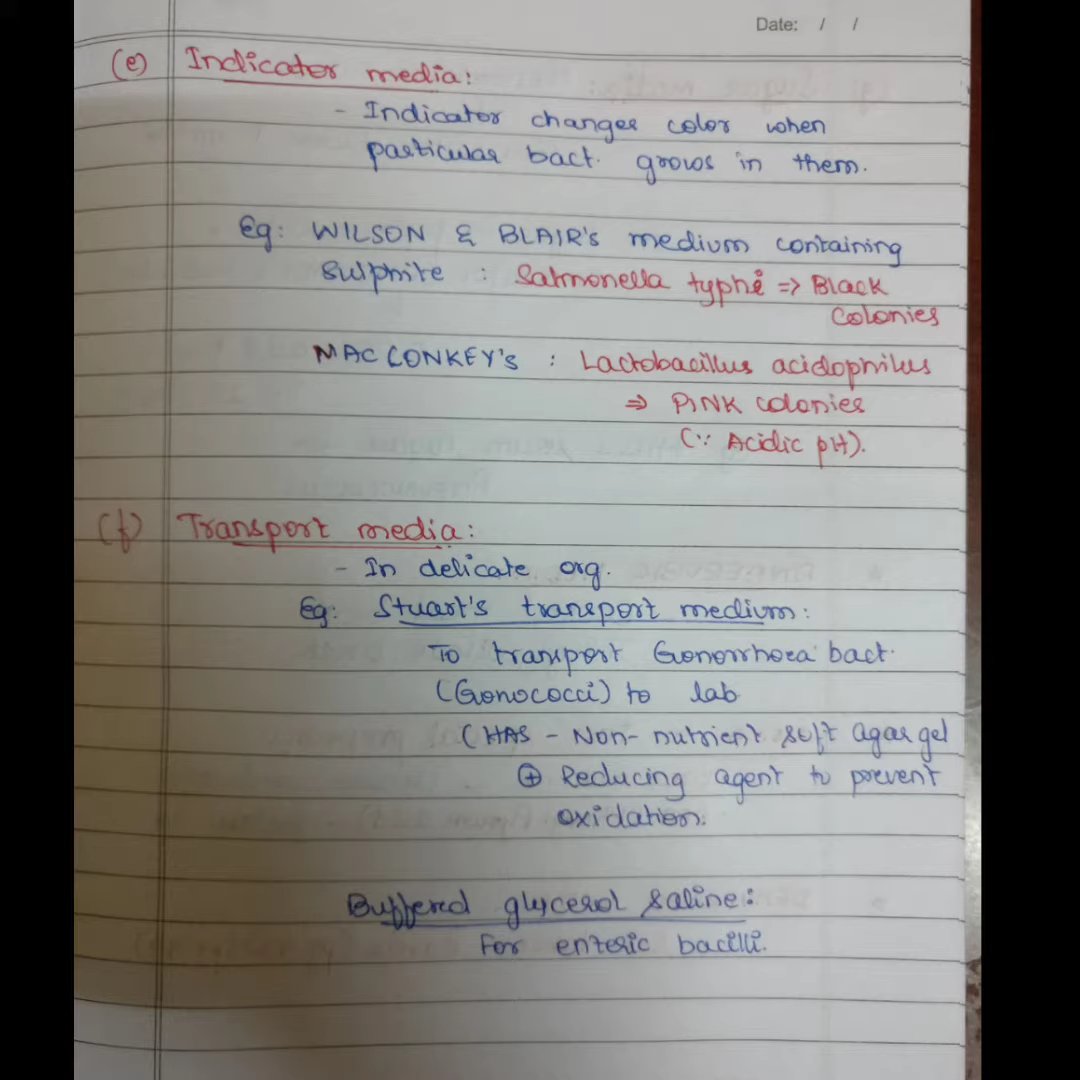 Date: / /
(e) Indicator media:
- Indicator changes color when
particular bact. grows in them.
Eg: WILSON & BLAIR'S medium containing
Sulphite : Salmonella typhi => Black
Colonies
MAC CONKEY'S : Lactobacillus acidophilus
=> PINK colonies
(∵ Acidic pH).
(f) Transport media:
- In delicate org.
Eg: Stuart's transport medium:
To transport Gonorrhoea bact.
(Gonococci) to lab
(HAS - Non-nutrient soft agar gel
⊕ Reducing agent to prevent
oxidation.
Buffered glycerol saline:
For enteric bacilli.